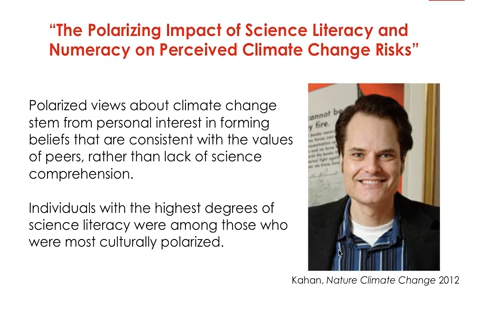 “The Polarizing Impact of Science Literacy and
Numeracy on Perceived Climate Change Risks”
Polarized views about climate change
stem from personal interest in forming
beliefs that are consistent with the values
of peers, rather than lack of science
comprehension.
Individuals with the highest degrees of
science literacy were among those who
were most culturally polarized.
Kahan, Nature Climate Change 2012